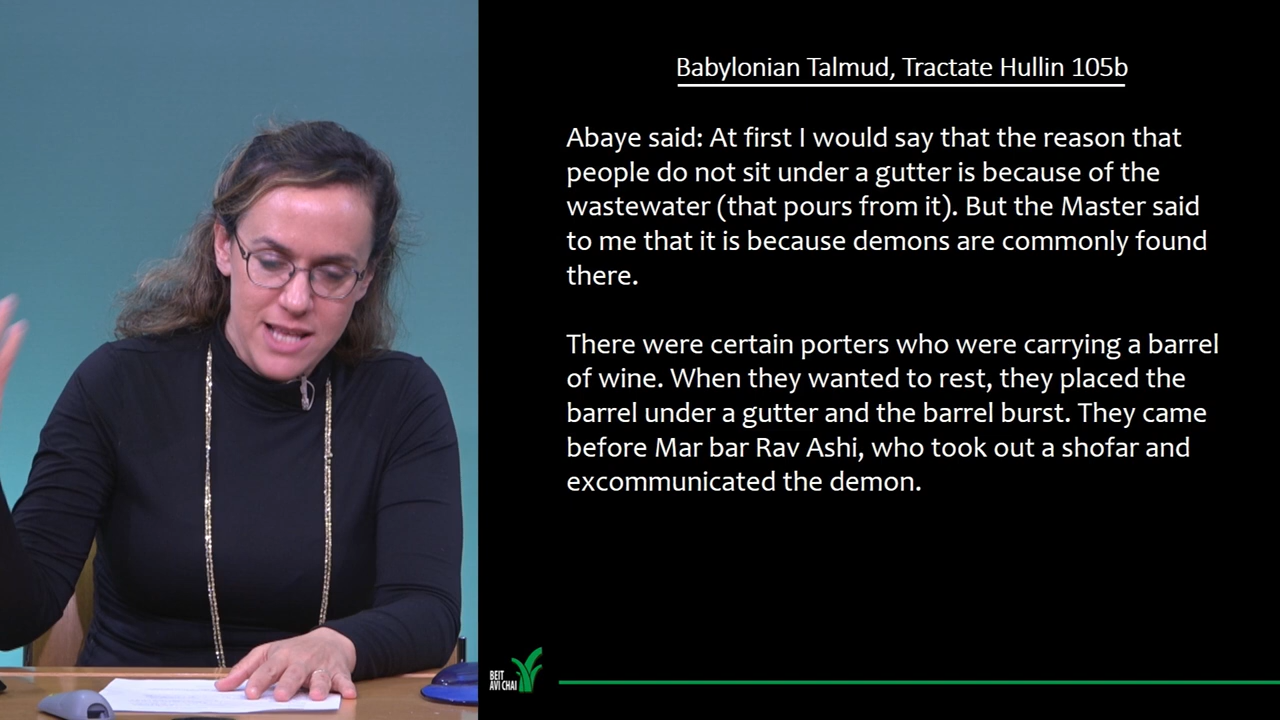 Babylonian Talmud, Tractate Hullin 105b
Abaye said: At first I would say that the reason that
people do not sit under a gutter is because of the
wastewater (that pours from it). But the Master said
to me that it is because demons are commonly found
there.
There were certain porters who were carrying a barrel
of wine. When they wanted to rest, they placed the
barrel under a gutter and the barrel burst. They came
before Mar bar Rav Ashi, who took out a shofar and
excommunicated the demon.
BEIT
AVI CHAI